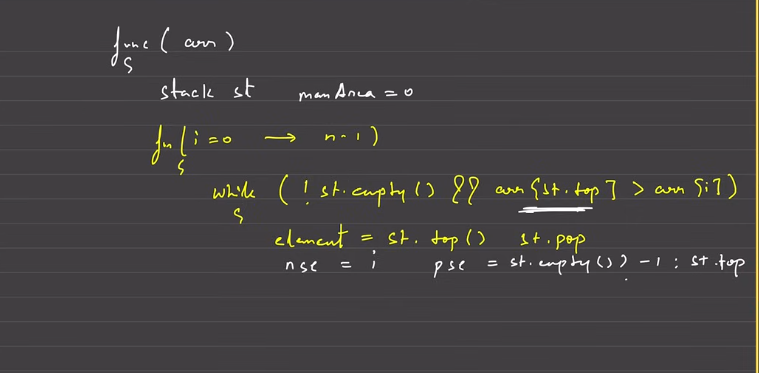 func ( arr )
{
stack st maxArea = 0
for ( i = 0 → n - 1 )
{
while ( ! st.empty () && arr [st.top] > arr [i] )
{
element = st. top () st. pop
nse = i pse = st. empty () ? - 1 : st. top